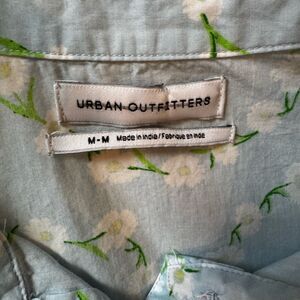 URBAN OUTFITTERS
M-M Made in India/Fabriqué en Inde